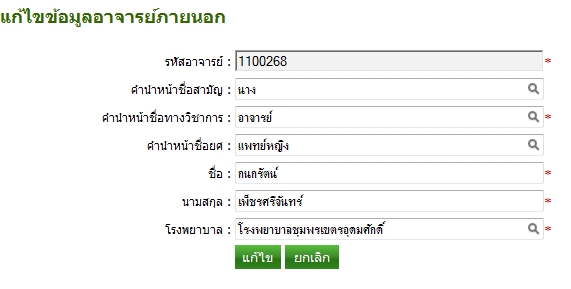 แก้ไขข้อมูลอาจารย์ภายนอก
รหัสอาจารย์ : 1100268 *
คำนำหน้าชื่อสามัญ : นาง
คำนำหน้าชื่อทางวิชาการ : อาจารย์ *
คำนำหน้าชื่อยศ : แพทย์หญิง
ชื่อ : กนกรัตน์ *
นามสกุล : เพ็ชรศรีจันทร์ *
โรงพยาบาล : โรงพยาบาลชุมพรเขตรอุดมศักดิ์ *
แก้ไข ยกเลิก